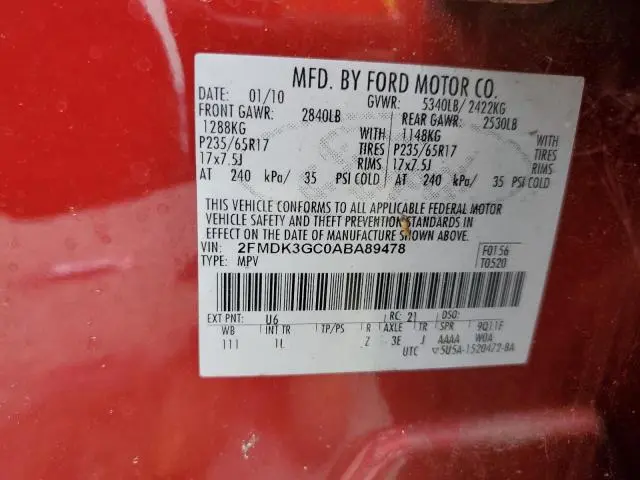 MFD. BY FORD MOTOR CO.
DATE: 01/10 GVWR: 5340LB/ 2422KG
FRONT GAWR: 2840LB REAR GAWR: 2530LB
1288KG WITH 1148KG WITH
P235/65R17 TIRES P235/65R17 TIRES
17x7.5J RIMS 17x7.5J RIMS
AT 240 kPa/ 35 PSI COLD AT 240 kPa/ 35 PSI COLD
THIS VEHICLE CONFORMS TO ALL APPLICABLE FEDERAL MOTOR
VEHICLE SAFETY AND THEFT PREVENTION STANDARDS IN
EFFECT ON THE DATE OF MANUFACTURE SHOWN ABOVE.
VIN: 2FMDK3GC0ABA89478 F0156
TYPE: MPV T0520
EXT PNT: U6 RC: 21 DSO:
WB INT TR TP/PS R AXLE TR SPR 9Q11F
111 1L Z 3E J AAAA W0A
UTC 5U5A-1520472-BA